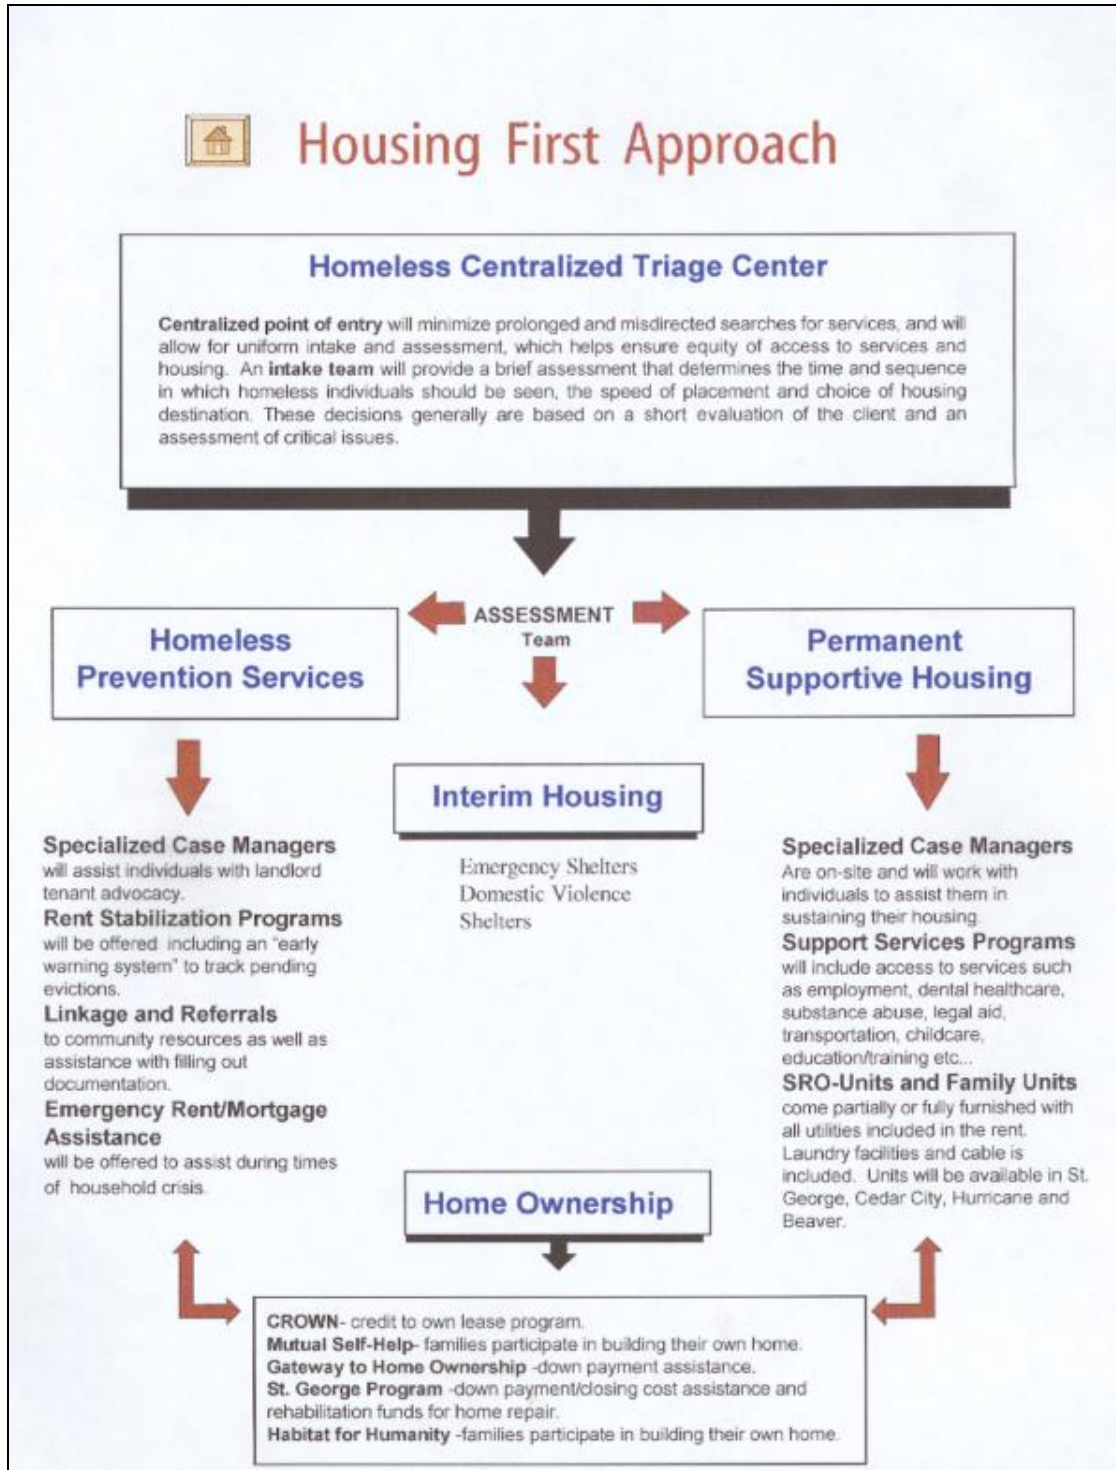 Housing First Approach
Homeless Centralized Triage Center
Centralized point of entry will minimize prolonged and misdirected searches for services, and will
allow for uniform intake and assessment, which helps ensure equity of access to services and
housing. An intake team will provide a brief assessment that determines the time and sequence
in which homeless individuals should be seen, the speed of placement and choice of housing
destination. These decisions generally are based on a short evaluation of the client and an
assessment of critical issues.
ASSESSMENT
Team
Homeless
Prevention Services
Specialized Case Managers
will assist individuals with landlord
tenant advocacy.
Rent Stabilization Programs
will be offered including an "early
warning system" to track pending
evictions.
Linkage and Referrals
to community resources as well as
assistance with filling out
documentation.
Emergency Rent/Mortgage
Assistance
will be offered to assist during times
of household crisis.
Interim Housing
Emergency Shelters
Domestic Violence
Shelters
Permanent
Supportive Housing
Specialized Case Managers
Are on-site and will work with
individuals to assist them in
sustaining their housing.
Support Services Programs
will include access to services such
as employment, dental healthcare,
substance abuse, legal aid,
transportation, childcare,
education/training etc...
SRO-Units and Family Units
come partially or fully furnished with
all utilities included in the rent.
Laundry facilities and cable is
included. Units will be available in St.
George, Cedar City, Hurricane and
Beaver.
Home Ownership
CROWN- credit to own lease program.
Mutual Self-Help- families participate in building their own home.
Gateway to Home Ownership -down payment assistance.
St. George Program -down payment/closing cost assistance and
rehabilitation funds for home repair.
Habitat for Humanity -families participate in building their own home.